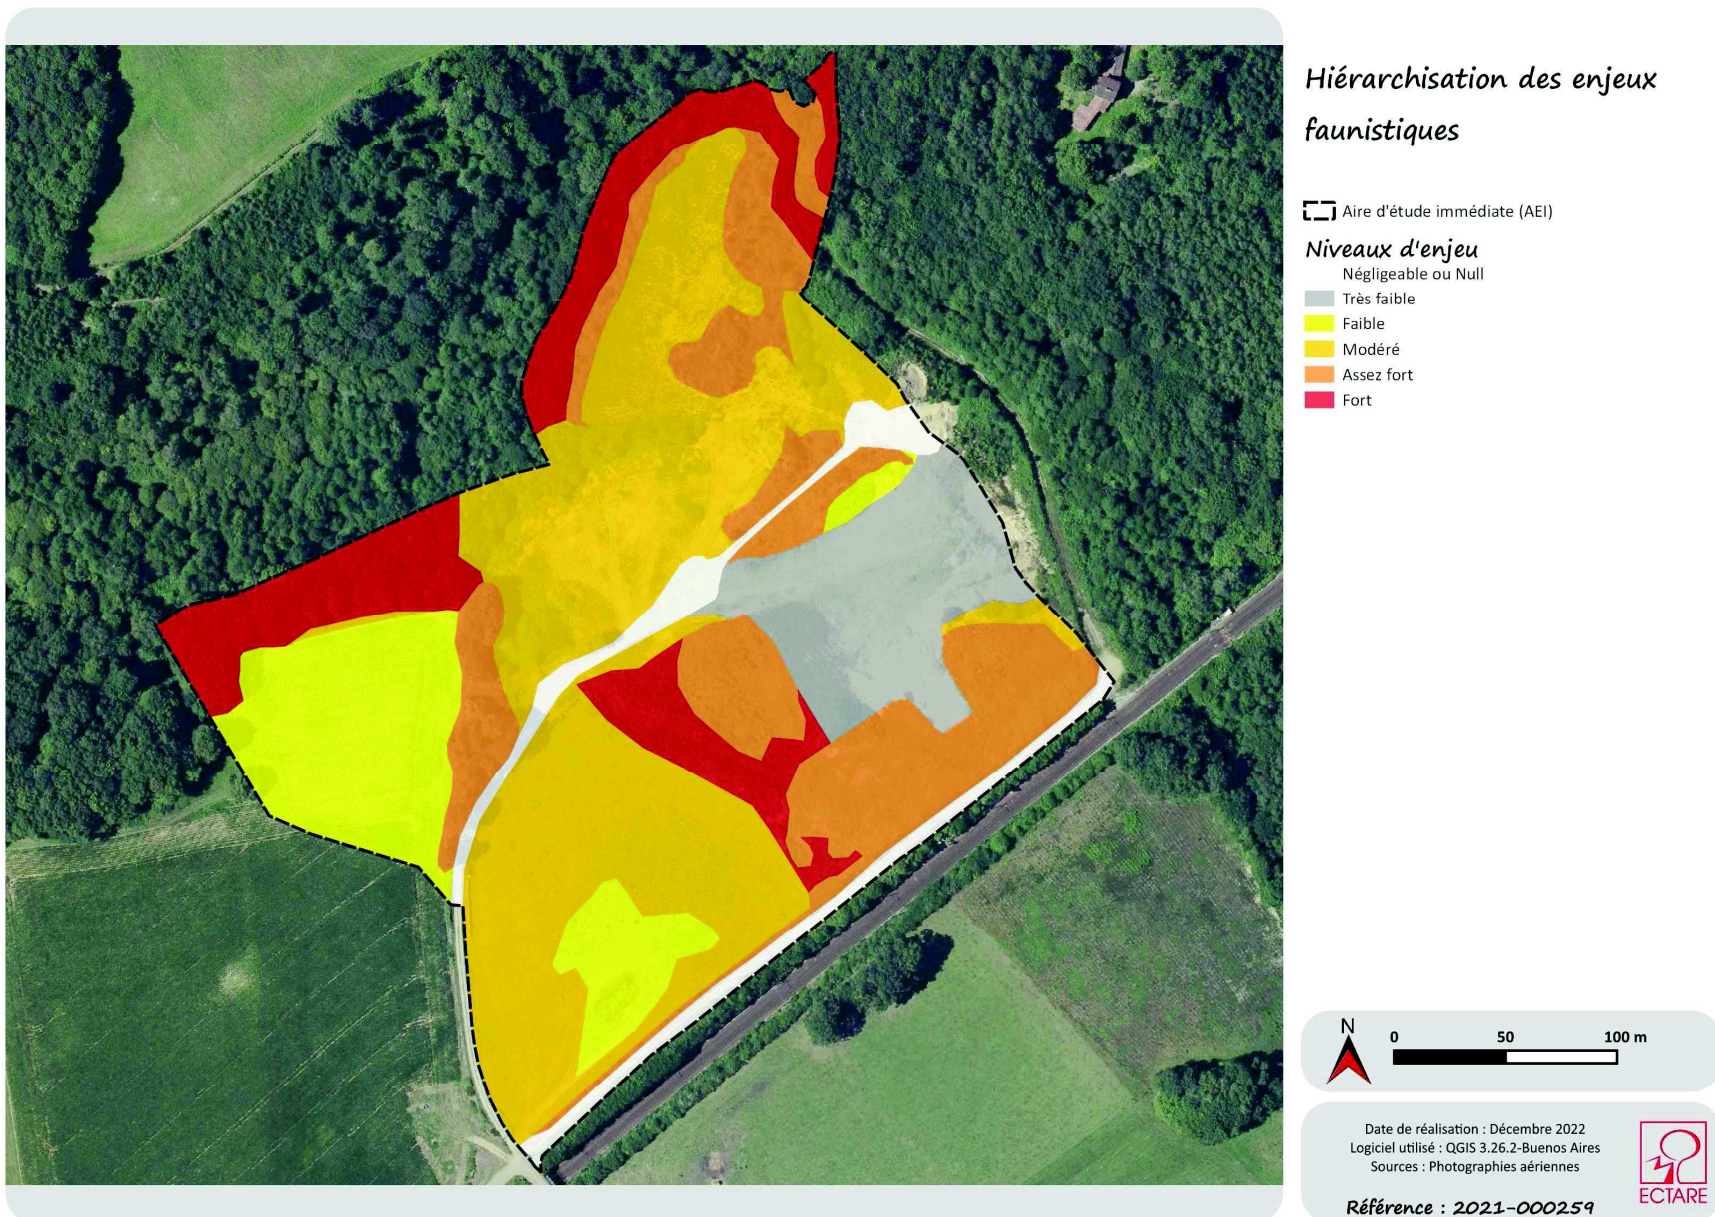 Hiérarchisation des enjeux
faunistiques
Aire d'étude immédiate (AEI)
Niveaux d'enjeu
Négligeable ou Null
Très faible
Faible
Modéré
Assez fort
Fort
N
0 50 100 m
Date de réalisation : Décembre 2022
Logiciel utilisé : QGIS 3.26.2-Buenos Aires
Sources : Photographies aériennes
Référence : 2021-000259
ECTARE